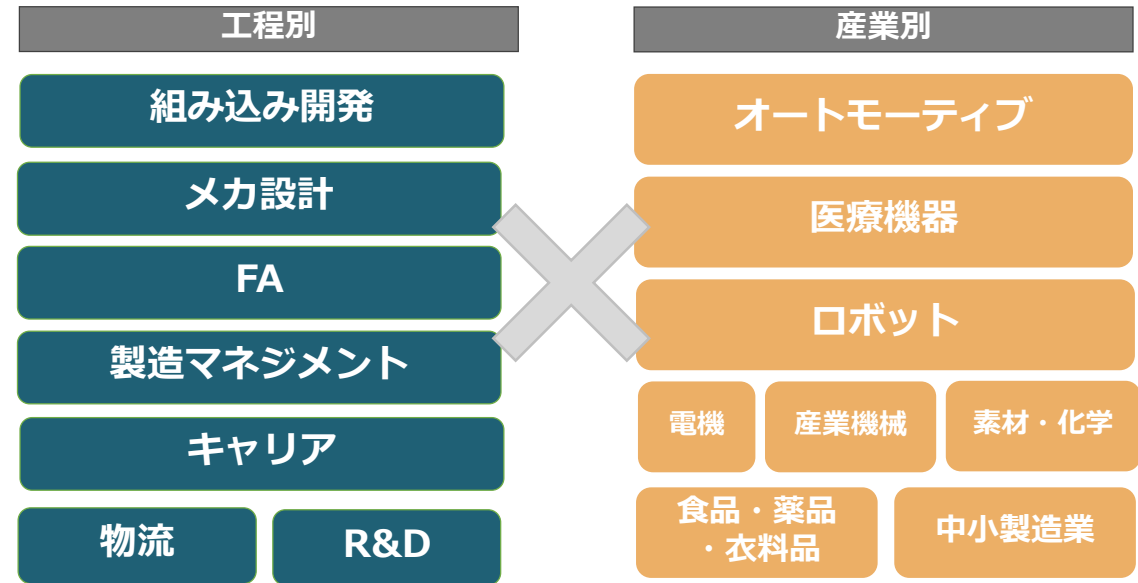 工程別
組み込み開発
メカ設計
FA
製造マネジメント
キャリア
物流
R&D
産業別
オートモーティブ
医療機器
ロボット
電機
産業機械
素材・化学
食品・薬品
・衣料品
中小製造業